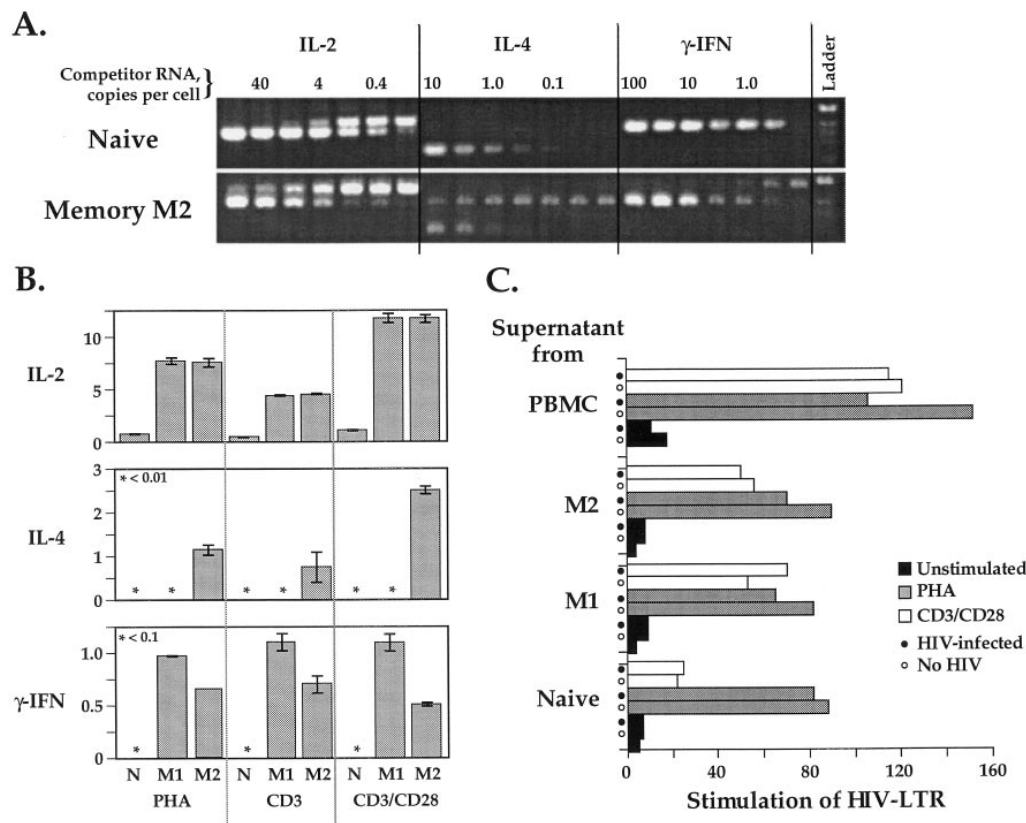 A.
IL-2 IL-4 γ-IFN Ladder
Competitor RNA, copies per cell } 40 4 0.4 10 1.0 0.1 100 10 1.0
Naive
Memory M2
B.
IL-2
10
5
0
IL-4
* < 0.01
3
2
1
0
* * * * * *
γ-IFN
* < 0.1
1.0
0.5
0
* * *
N M1 M2 N M1 M2 N M1 M2
PHA CD3 CD3/CD28
C.
Supernatant
from
PBMC
M2
M1
Naive
Unstimulated
PHA
CD3/CD28
● HIV-infected
○ No HIV
0 40 80 120 160
Stimulation of HIV-LTR